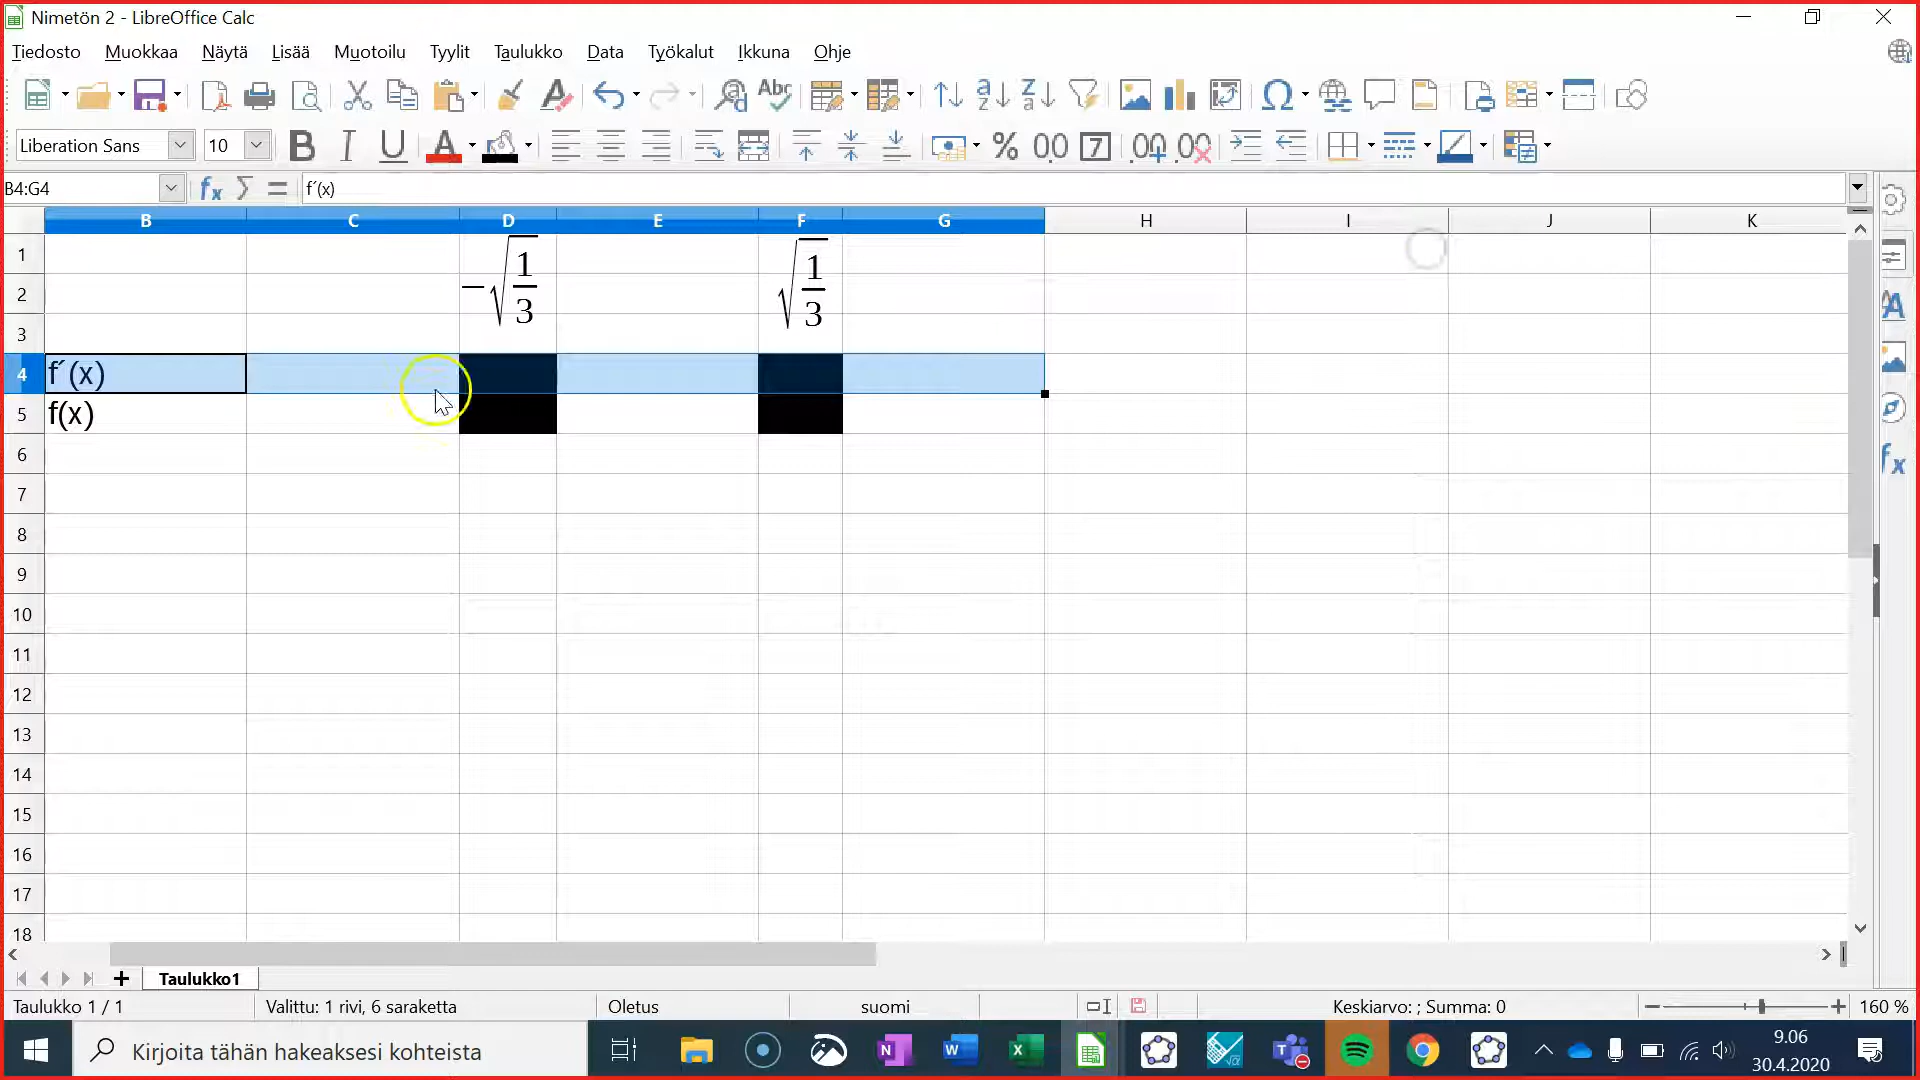 Nimetön 2 - LibreOffice Calc
Tiedosto Muokkaa Näytä Lisää Muotoilu Tyylit Taulukko Data Työkalut Ikkuna Ohje
Liberation Sans 10
B4:G4 f´(x)
B C D E F G H I J K
1
2
3
−√1/3 √1/3
4 f´(x)
5 f(x)
6
7
8
9
10
11
12
13
14
15
16
17
18
Taulukko1
Taulukko 1 / 1 Valittu: 1 rivi, 6 saraketta Oletus suomi Keskiarvo: ; Summa: 0 160 %
Kirjoita tähän hakeaksesi kohteista
9.06
30.4.2020